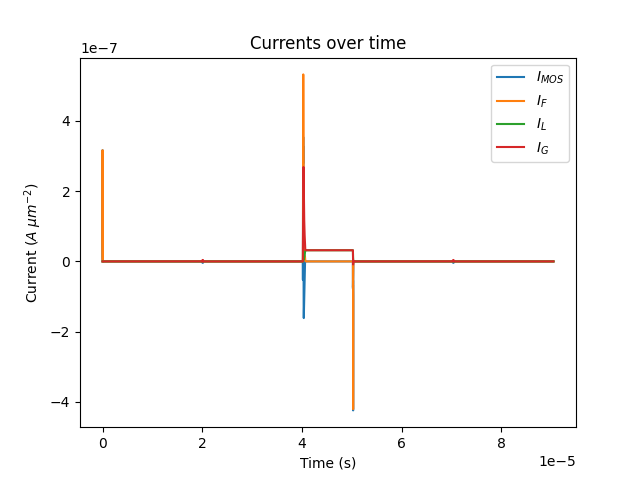 Currents over time
1e−7
I_MOS
I_F
I_L
I_G
4
2
0
−2
−4
Current (A μm⁻²)
0 2 4 6 8
Time (s)
1e−5